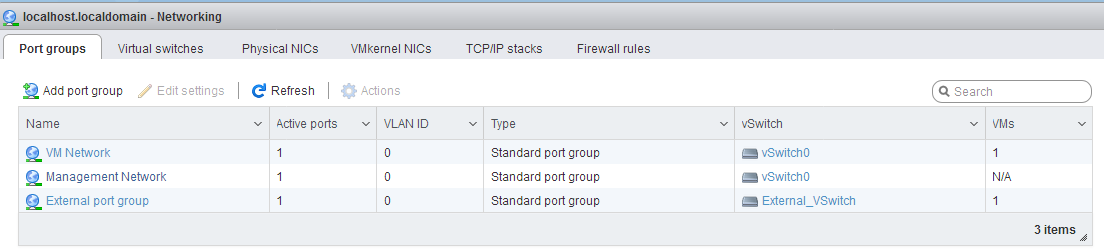 localhost.localdomain - Networking
Port groups Virtual switches Physical NICs VMkernel NICs TCP/IP stacks Firewall rules
Add port group Edit settings Refresh Actions Search
Name Active ports VLAN ID Type vSwitch VMs
VM Network 1 0 Standard port group vSwitch0 1
Management Network 1 0 Standard port group vSwitch0 N/A
External port group 1 0 Standard port group External_VSwitch 1
3 items